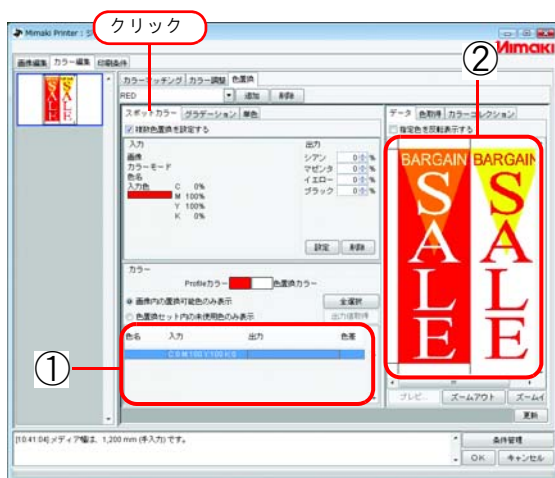 クリック
Mimaki Printer : ジ
Mimaki
②
画像編集 カラー編集 印刷条件
カラーマッチング カラー調整 色置換
RED 追加 削除
スポットカラー グラデーション 単色
複数色置換を設定する
入力
画像
カラーモード
色名
入力色 C 0%
M 100%
Y 100%
K 0%
出力
シアン 0 %
マゼンタ 0 %
イエロー 0 %
ブラック 0 %
設定 削除
カラー
Profileカラー 色置換カラー
画像内の置換可能色のみ表示 全選択
色置換セット内の未使用色のみ表示 出力値取得
①
色名 入力 出力 色差
C:0 M:100 Y:100 K:0
データ 色取得 カラーコレクション
指定色を反転表示する
BARGAIN BARGAIN
SALE SALE
プレビ... ズームアウト ズームイ
更新
[10:41:04] メディア幅は、1,200 mm (手入力) です。
条件管理
OK キャンセル